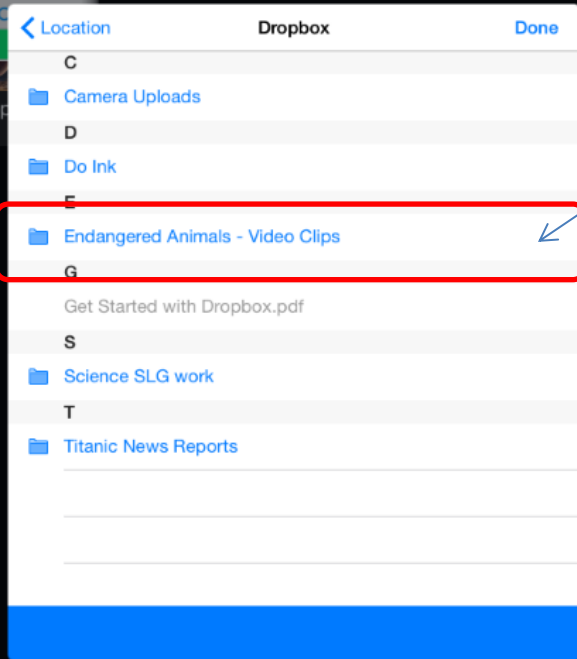 Location Dropbox Done
C
Camera Uploads
D
Do Ink
E
Endangered Animals - Video Clips
G
Get Started with Dropbox.pdf
S
Science SLG work
T
Titanic News Reports